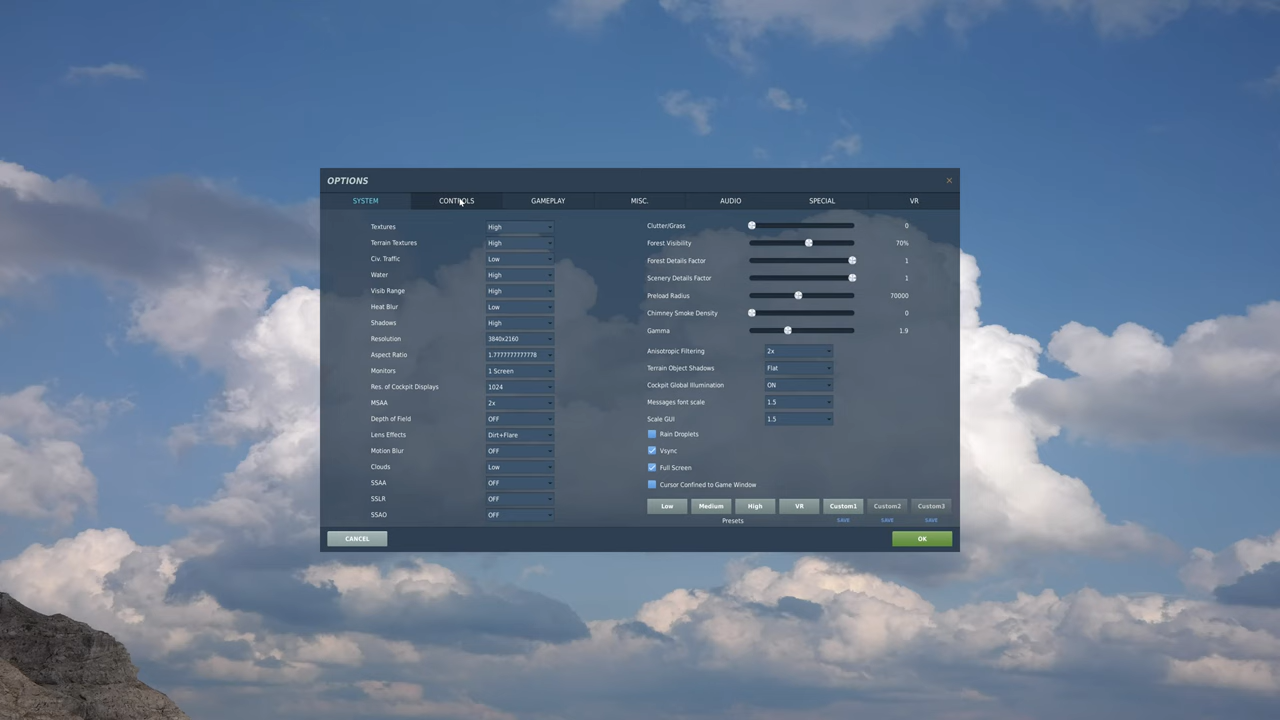 OPTIONS
×
SYSTEM CONTROLS GAMEPLAY MISC. AUDIO SPECIAL VR
Textures High
Terrain Textures High
Civ. Traffic Low
Water High
Visib Range High
Heat Blur Low
Shadows High
Resolution 3840x2160
Aspect Ratio 1.7777777777778
Monitors 1 Screen
Res. of Cockpit Displays 1024
MSAA 2x
Depth of Field OFF
Lens Effects Dirt+Flare
Motion Blur OFF
Clouds Low
SSAA OFF
SSLR OFF
SSAO OFF
Clutter/Grass 0
Forest Visibility 70%
Forest Details Factor 1
Scenery Details Factor 1
Preload Radius 70000
Chimney Smoke Density 0
Gamma 1.9
Anisotropic Filtering 2x
Terrain Object Shadows Flat
Cockpit Global Illumination ON
Messages font scale 1.5
Scale GUI 1.5
Rain Droplets
Vsync
Full Screen
Cursor Confined to Game Window
Low Medium High VR Custom1 Custom2 Custom3
Presets SAVE SAVE SAVE
CANCEL OK